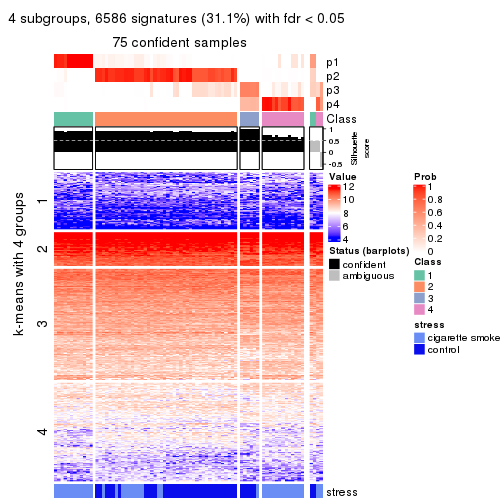 4 subgroups, 6586 signatures (31.1%) with fdr < 0.05
75 confident samples
p1
p2
p3
p4
Class
1
0.5
0
-0.5
Silhouette
score
k-means with 4 groups
1
2
3
4
stress
Value
12
10
8
6
4
Status (barplots)
confident
ambiguous
Prob
1
0.8
0.6
0.4
0.2
0
Class
1
2
3
4
stress
cigarette smoke
control